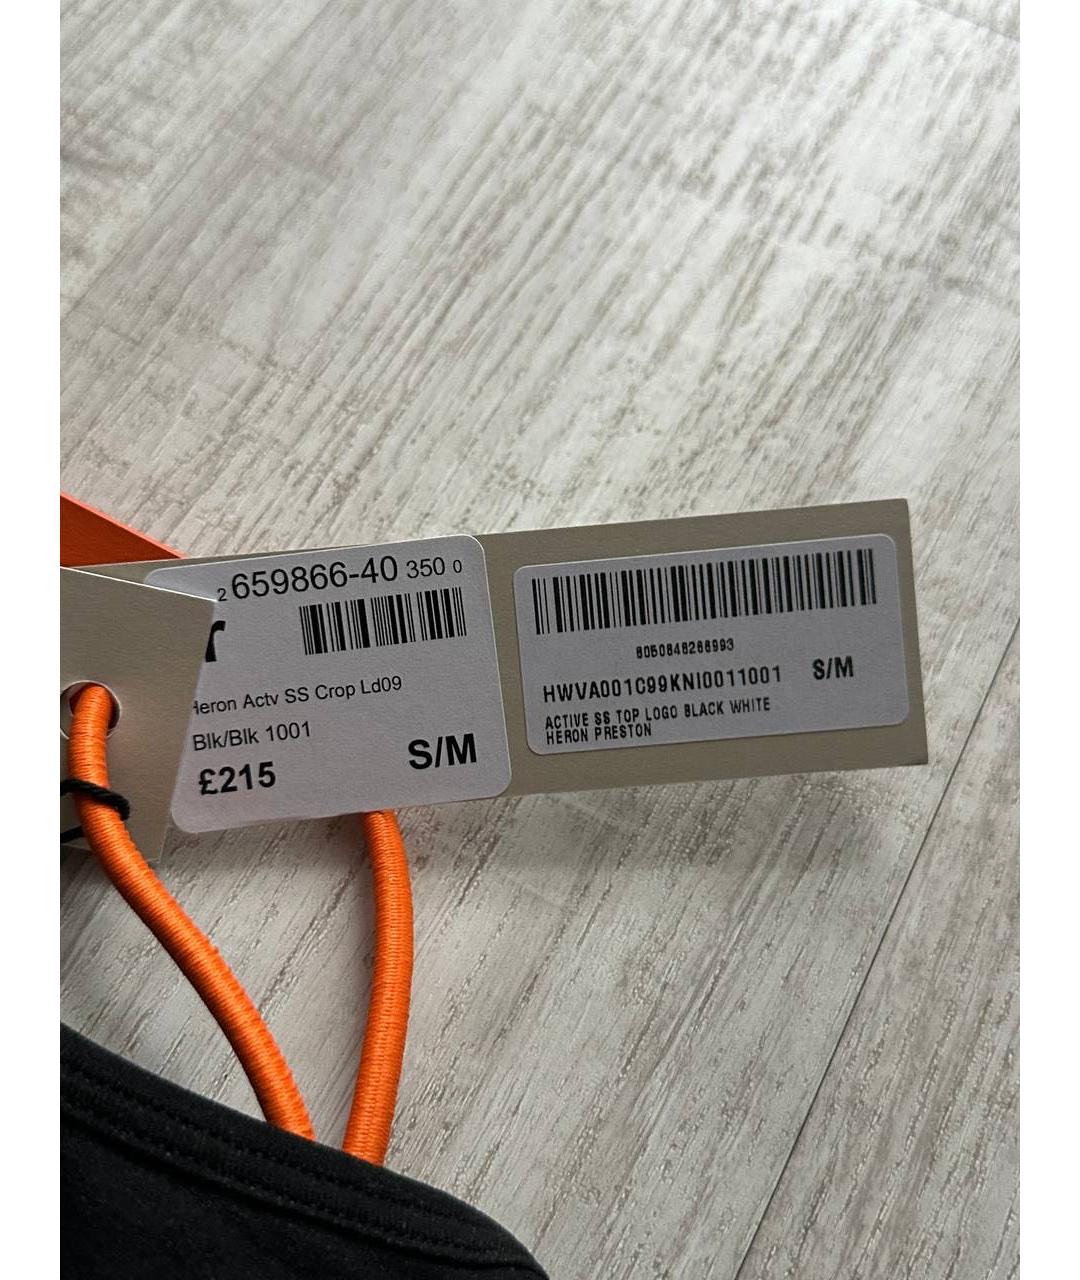 2 659866-40 350 0
r
Heron Actv SS Crop Ld09
Blk/Blk 1001
£215 S/M
HWVA001C99KNI0011001 S/M
ACTIVE SS TOP LOGO BLACK WHITE
HERON PRESTON